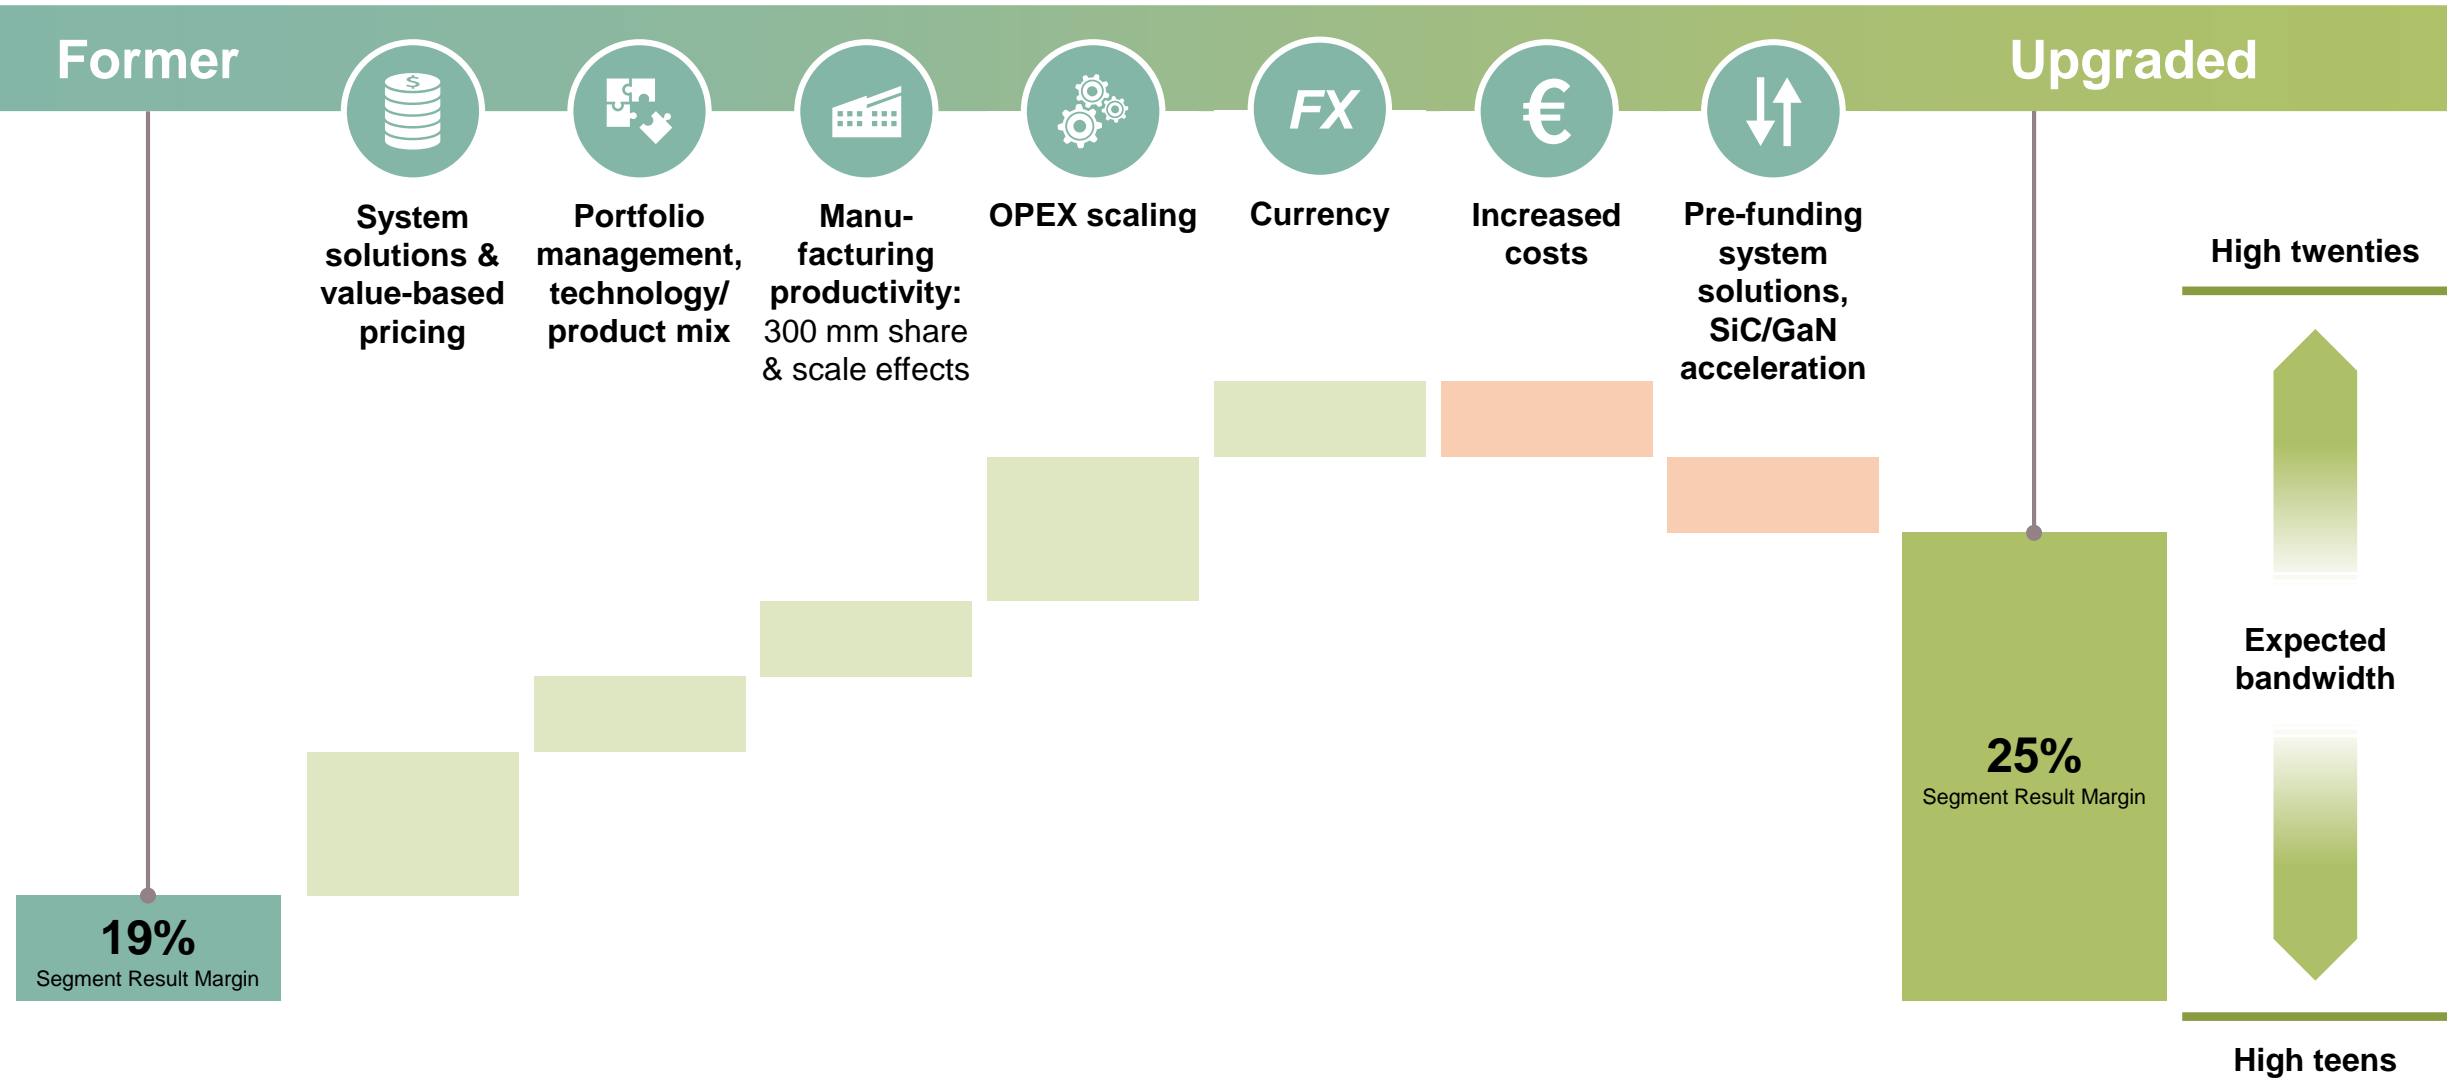 Former
Upgraded
$
FX
€
System
solutions &
value-based
pricing
Portfolio
management,
technology/
product mix
Manu-
facturing
productivity:
300 mm share
& scale effects
OPEX scaling
Currency
Increased
costs
Pre-funding
system
solutions,
SiC/GaN
acceleration
High twenties
Expected
bandwidth
High teens
19%
Segment Result Margin
25%
Segment Result Margin